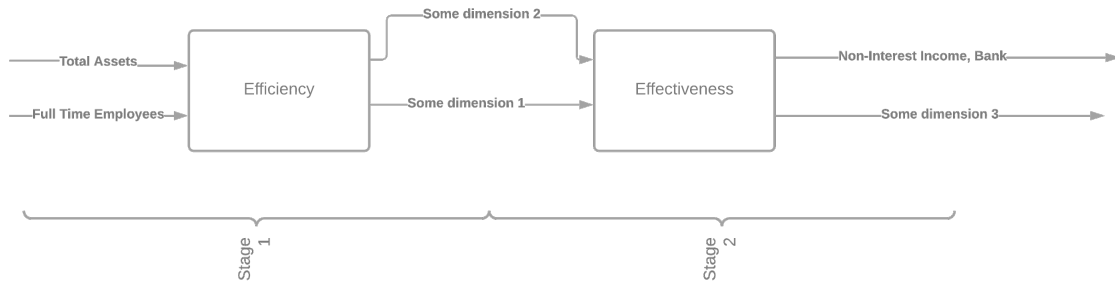 Some dimension 2
Total Assets
Non-Interest Income, Bank
Efficiency
Effectiveness
Full Time Employees
Some dimension 1
Some dimension 3
Stage
1
Stage
2